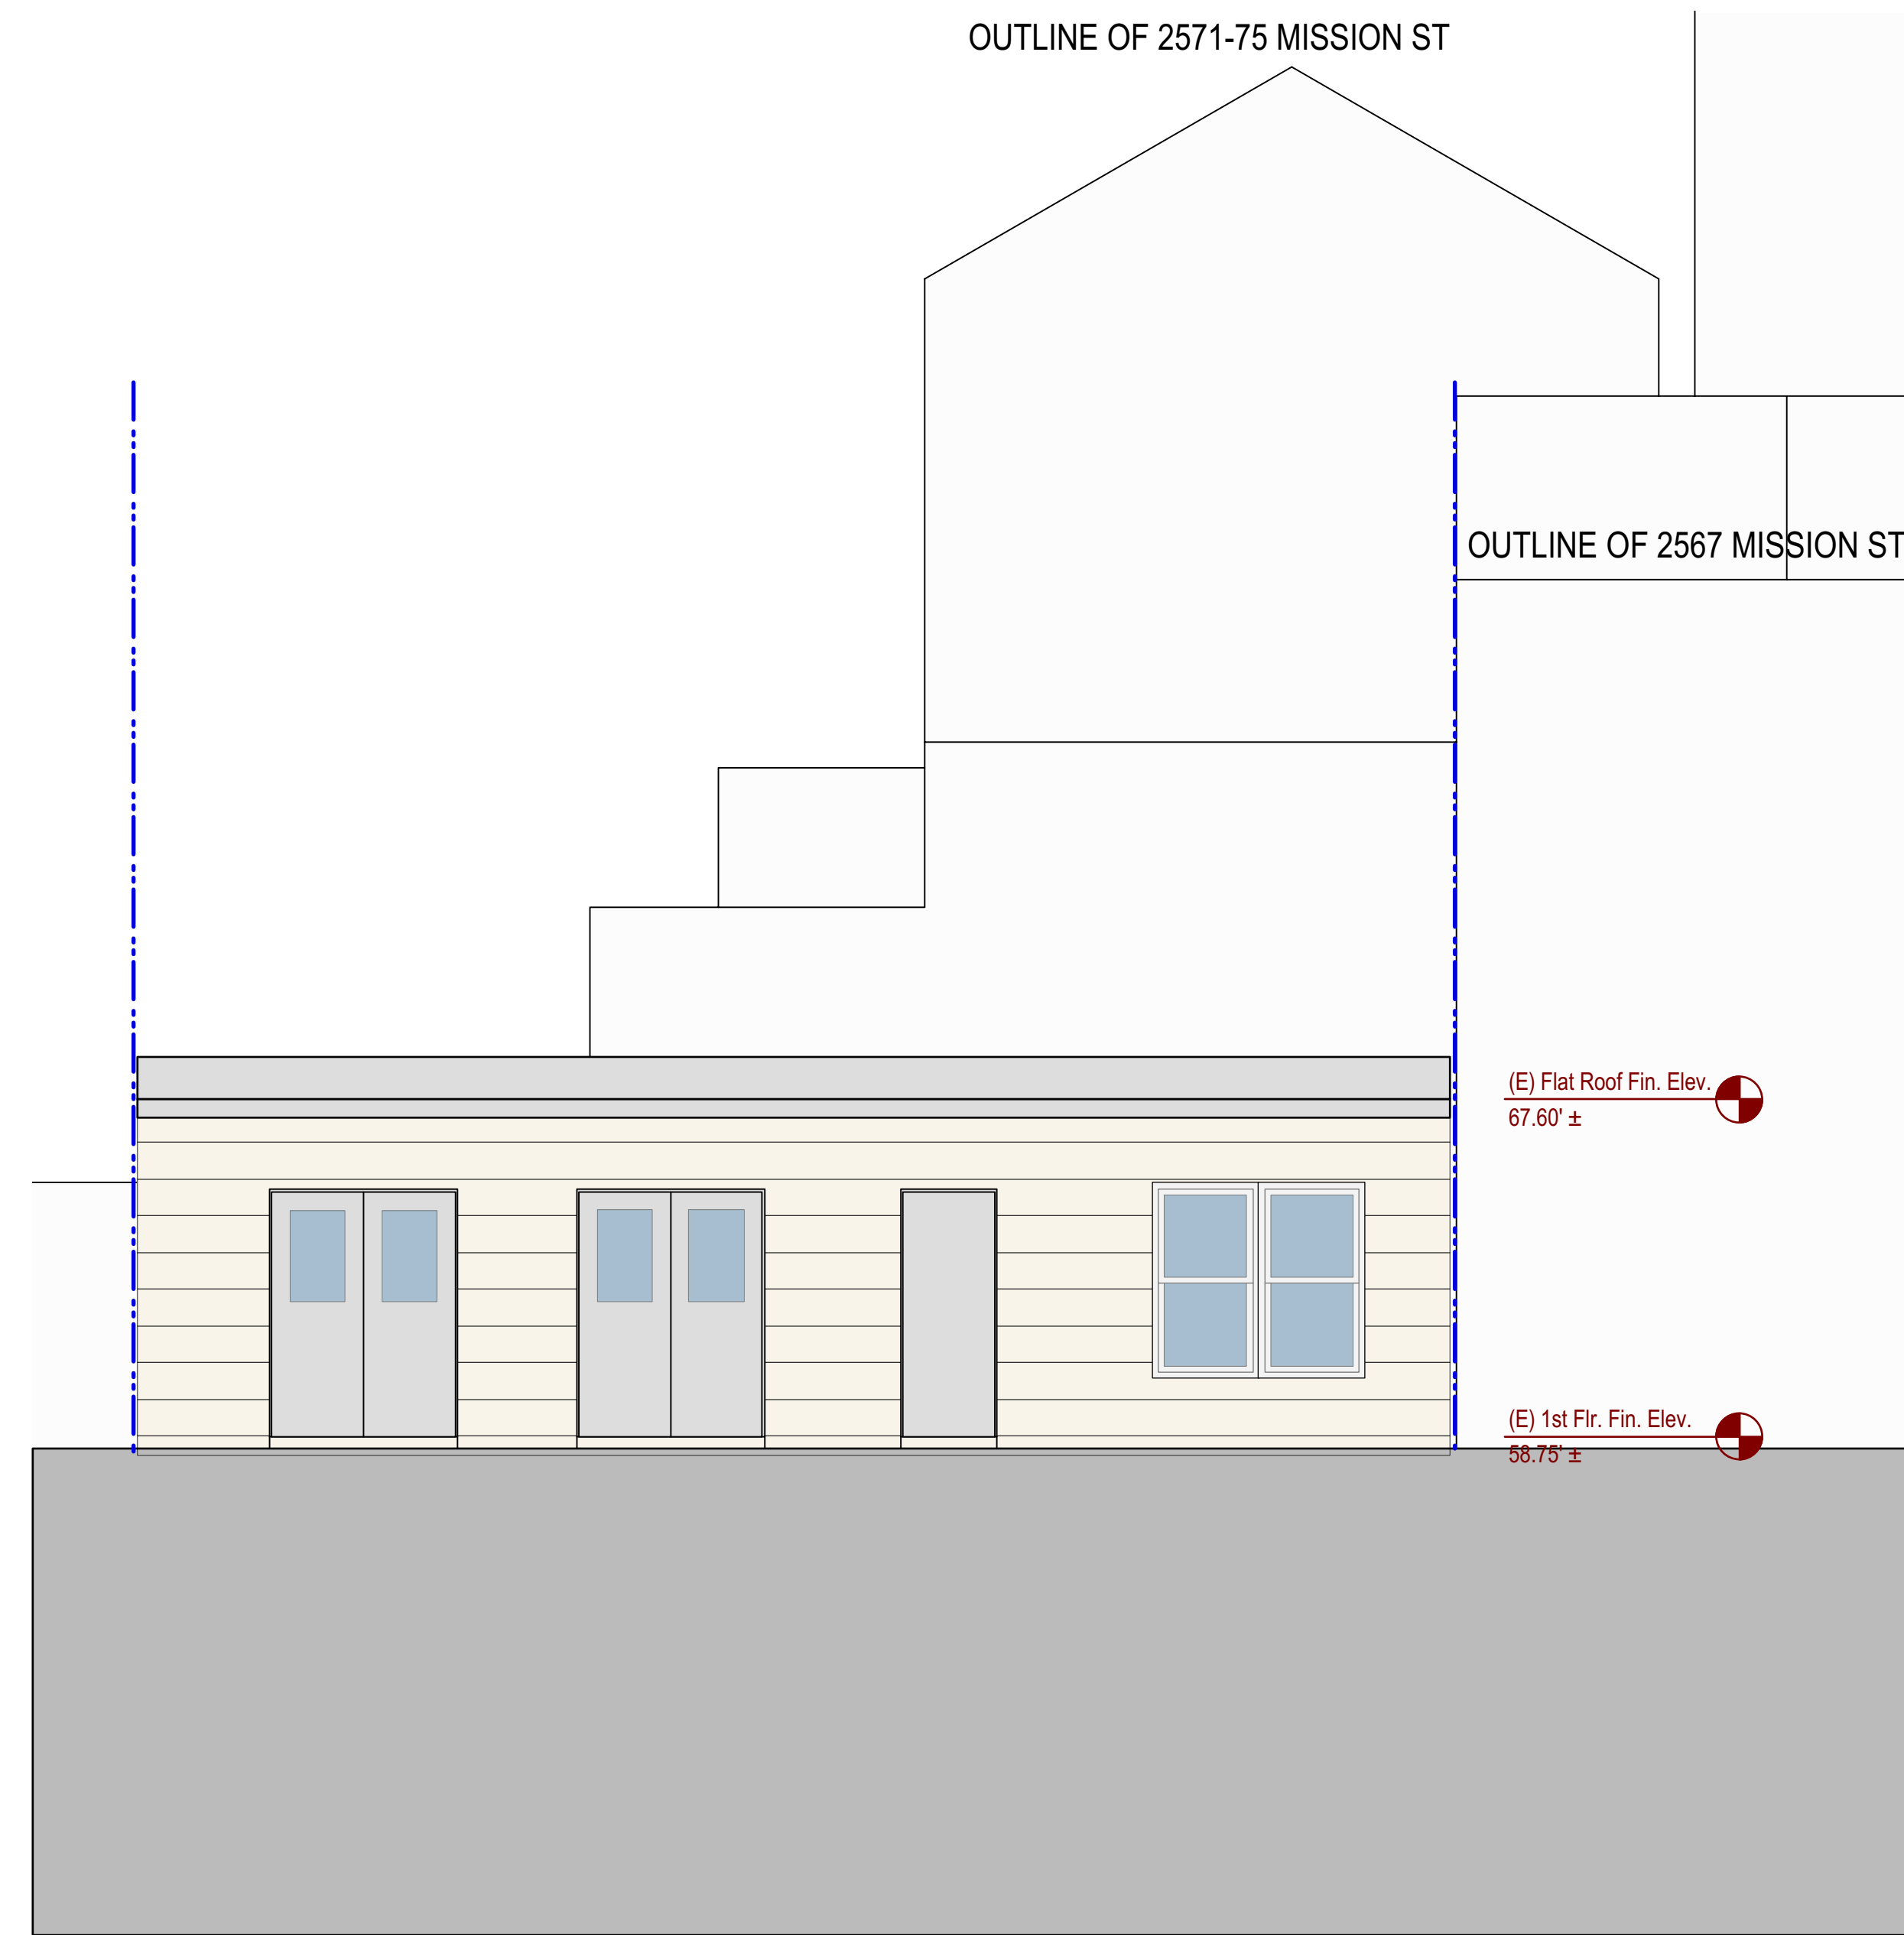 OUTLINE OF 2571-75 MISSION ST
OUTLINE OF 2567 MISSION ST
(E) Flat Roof Fin. Elev.
67.60' ±
(E) 1st Flr. Fin. Elev.
58.75' ±